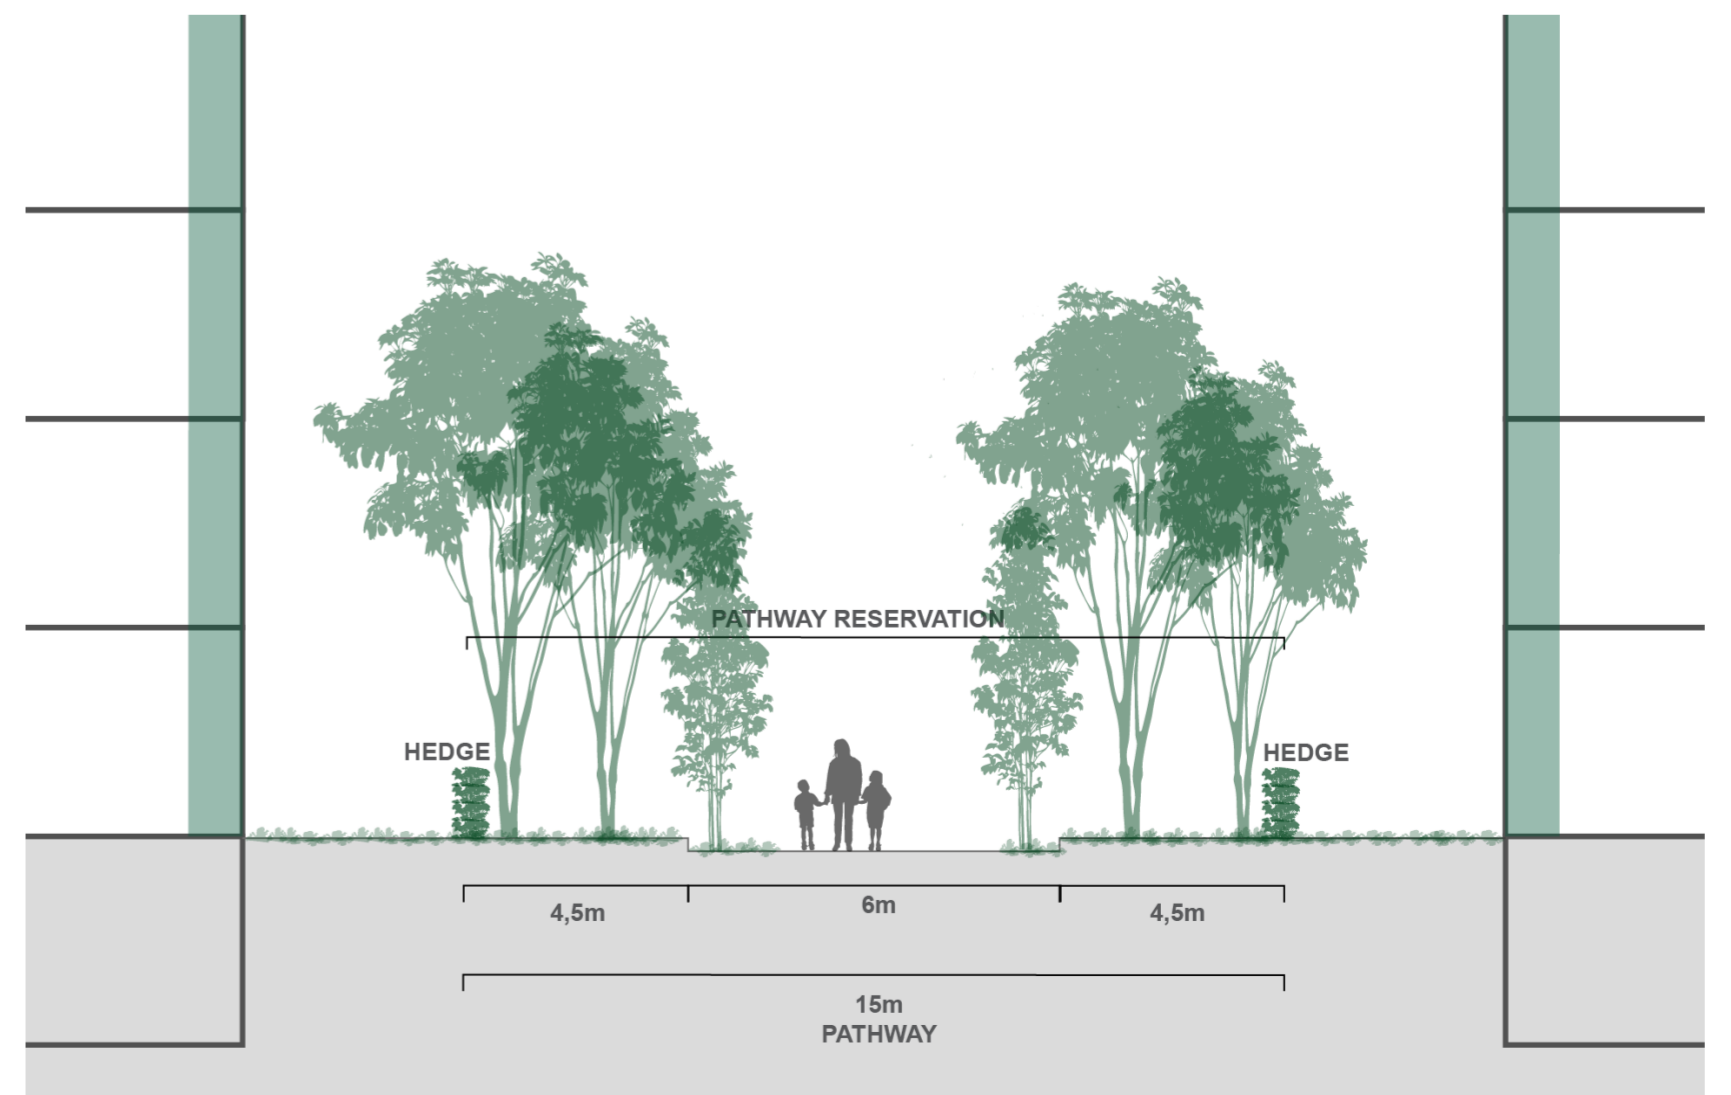 PATHWAY RESERVATION
HEDGE
HEDGE
4,5m
6m
4,5m
15m
PATHWAY